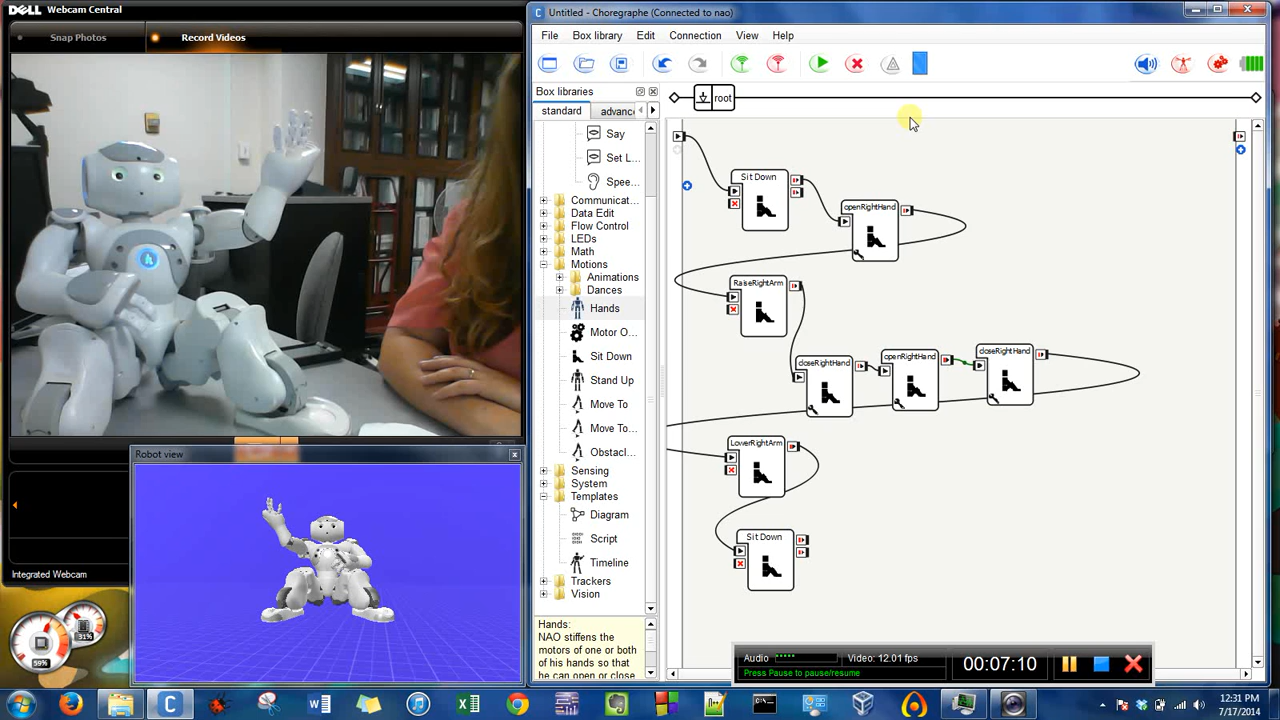 DELL Webcam Central
Snap Photos
Record Videos
Integrated Webcam
Robot view
Untitled - Choregraphe (Connected to nao)
File Box library Edit Connection View Help
Box libraries
standard
advanc
root
Say
Set L...
Spee...
Communicat...
Data Edit
Flow Control
LEDs
Math
Motions
Animations
Dances
Hands
Motor O...
Sit Down
Stand Up
Move To
Move To...
Obstacl...
Sensing
System
Templates
Diagram
Script
Timeline
Trackers
Vision
Hands:
NAO stiffens the
motors of one or both
of his hands so that
he can open or close
Sit Down
openRightHand
RaiseRightArm
closeRightHand
openRightHand
closeRightHand
LowerRightArm
Sit Down
Audio
Video: 12.01 fps
Press Pause to pause/resume
00:07:10
59%
31%
12:31 PM
7/17/2014